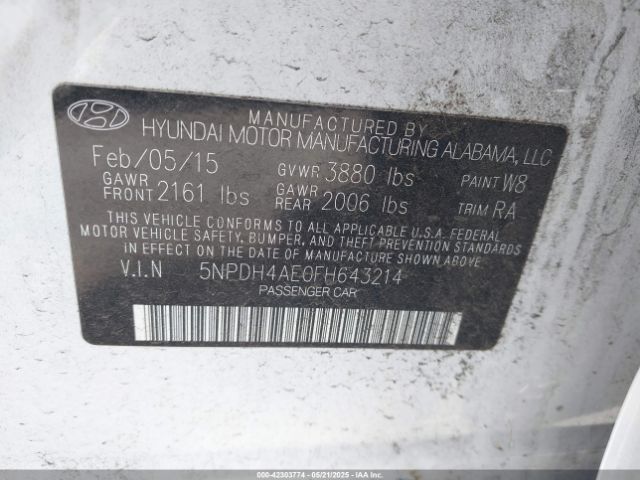 MANUFACTURED BY
HYUNDAI MOTOR MANUFACTURING ALABAMA, LLC
Feb/05/15 GVWR 3880 lbs PAINT W8
GAWR FRONT 2161 lbs GAWR REAR 2006 lbs TRIM RA
THIS VEHICLE CONFORMS TO ALL APPLICABLE U.S.A. FEDERAL
MOTOR VEHICLE SAFETY, BUMPER, AND THEFT PREVENTION STANDARDS
IN EFFECT ON THE DATE OF MANUFACTURE SHOWN ABOVE.
V.I.N 5NPDH4AE0FH643214
PASSENGER CAR
000-42303774 - 05/21/2025 - IAAI.COM